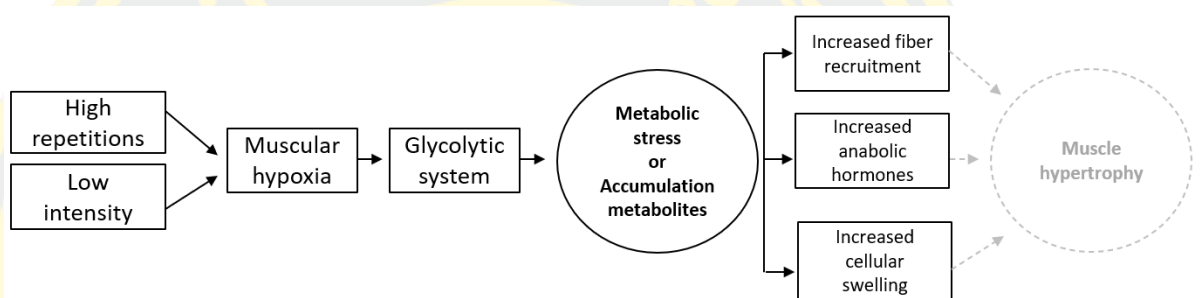 High
repetitions
Low
intensity
Muscular
hypoxia
Glycolytic
system
Metabolic
stress
or
Accumulation
metabolites
Increased fiber
recruitment
Increased
anabolic
hormones
Increased
cellular
swelling
Muscle
hypertrophy